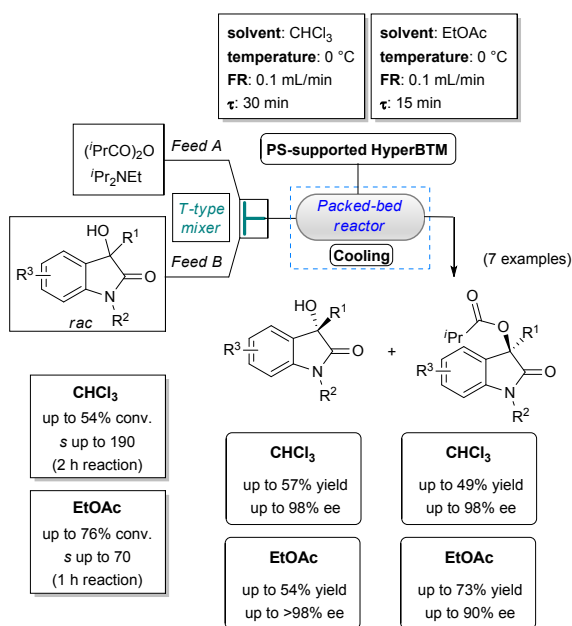 solvent: CHCl3
temperature: 0 °C
FR: 0.1 mL/min
τ: 30 min
solvent: EtOAc
temperature: 0 °C
FR: 0.1 mL/min
τ: 15 min
(iPrCO)2O
iPr2NEt
Feed A
PS-supported HyperBTM
T-type
mixer
Packed-bed
reactor
Cooling
Feed B
HO
R1
R3
O
N
R2
rac
(7 examples)
HO
R1
R3
O
N
R2
+
O
iPr
O
R1
R3
O
N
R2
CHCl3
up to 54% conv.
s up to 190
(2 h reaction)
EtOAc
up to 76% conv.
s up to 70
(1 h reaction)
CHCl3
up to 57% yield
up to 98% ee
CHCl3
up to 49% yield
up to 98% ee
EtOAc
up to 54% yield
up to >98% ee
EtOAc
up to 73% yield
up to 90% ee